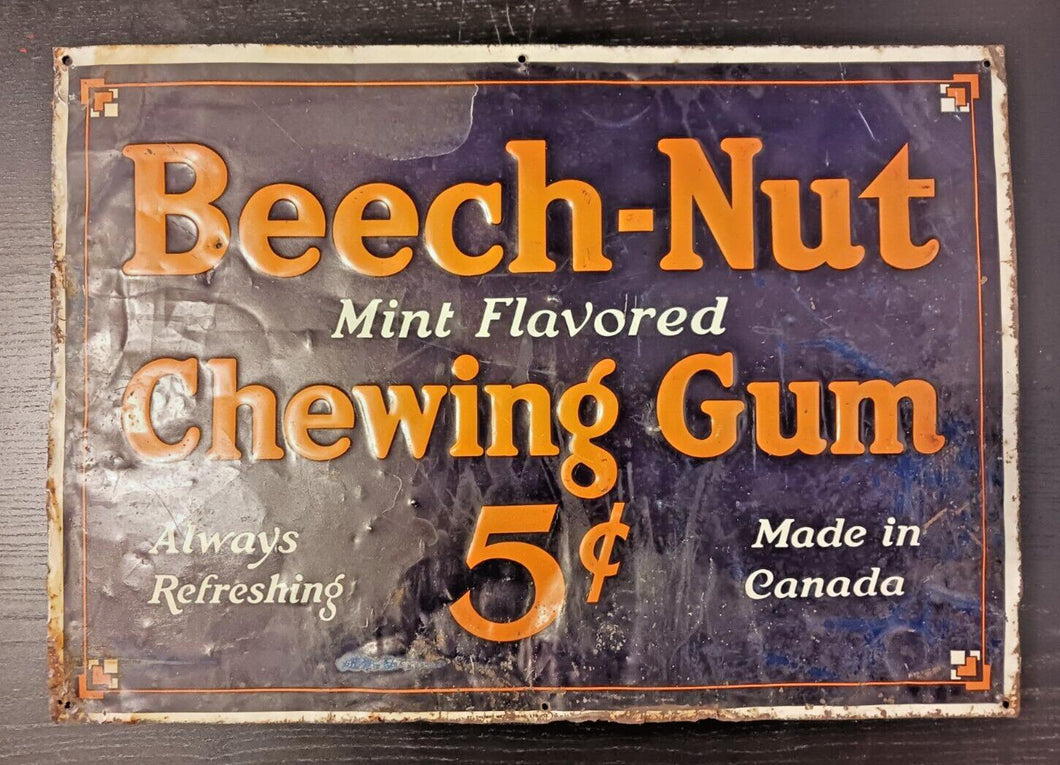 Beech-Nut
Mint Flavored
Chewing Gum
5¢
Always
Refreshing
Made in
Canada